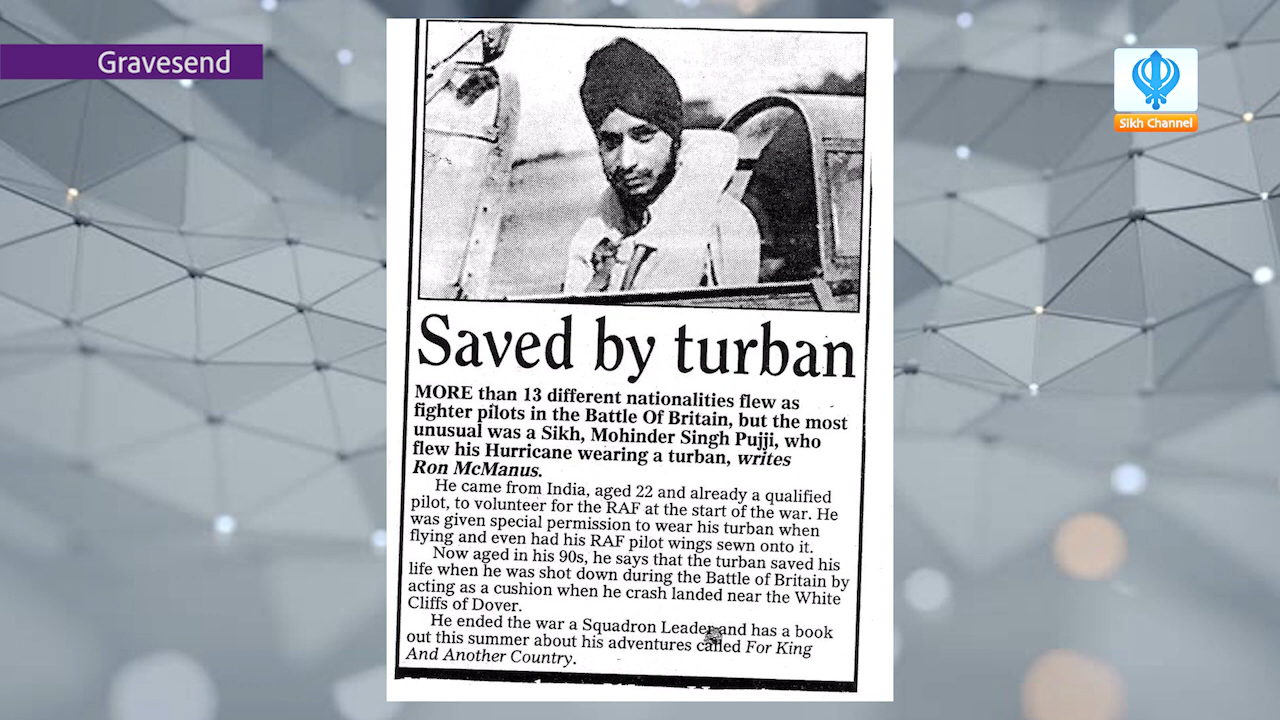 Gravesend
Sikh Channel
Saved by turban
MORE than 13 different nationalities flew as
fighter pilots in the Battle Of Britain, but the most
unusual was a Sikh, Mohinder Singh Pujji, who
flew his Hurricane wearing a turban, writes
Ron McManus.
He came from India, aged 22 and already a qualified
pilot, to volunteer for the RAF at the start of the war. He
was given special permission to wear his turban when
flying and even had his RAF pilot wings sewn onto it.
Now aged in his 90s, he says that the turban saved his
life when he was shot down during the Battle of Britain by
acting as a cushion when he crash landed near the White
Cliffs of Dover.
He ended the war a Squadron Leader and has a book
out this summer about his adventures called For King
And Another Country.